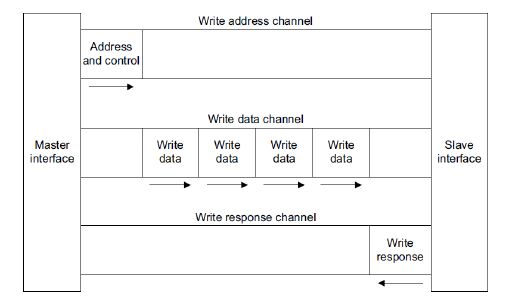 Write address channel
Address
and control
Write data channel
Master
interface
Write
data
Write
data
Write
data
Write
data
Slave
interface
Write response channel
Write
response